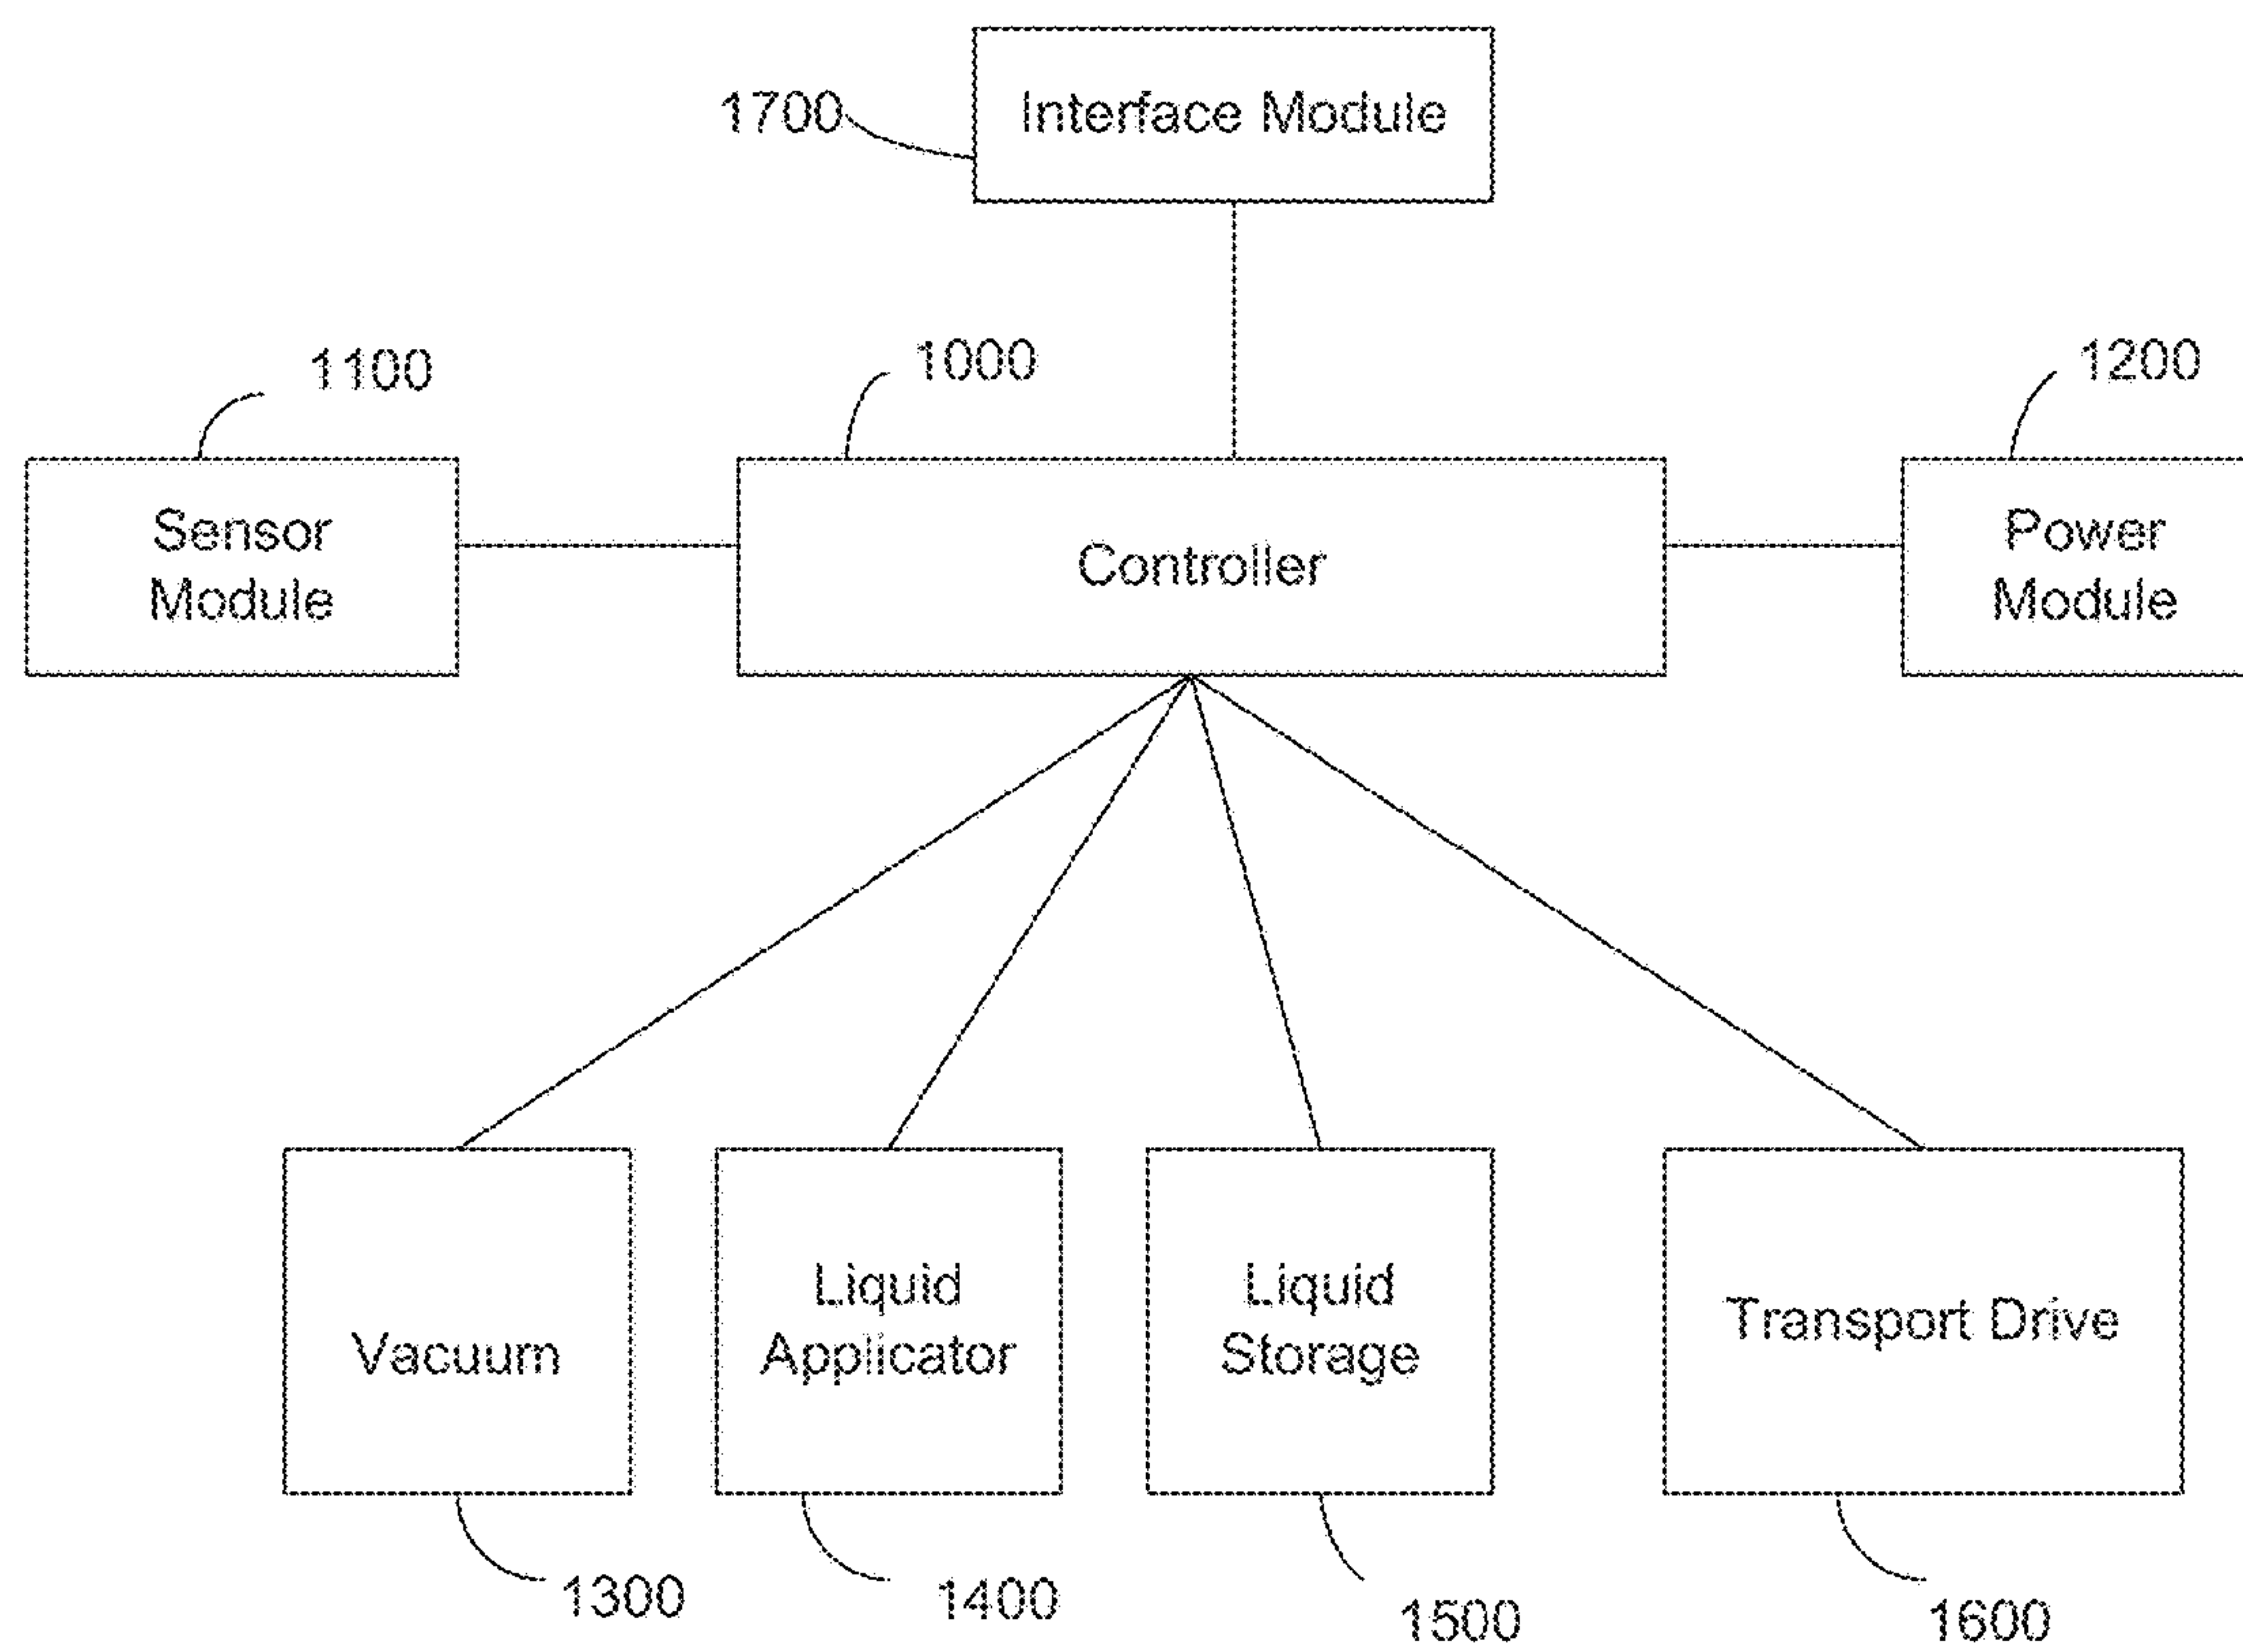 1700
Interface Module
1100
1000
1200
Sensor
Module
Controller
Power
Module
Vacuum
Liquid
Applicator
Liquid
Storage
Transport Drive
1300
1400
1500
1600